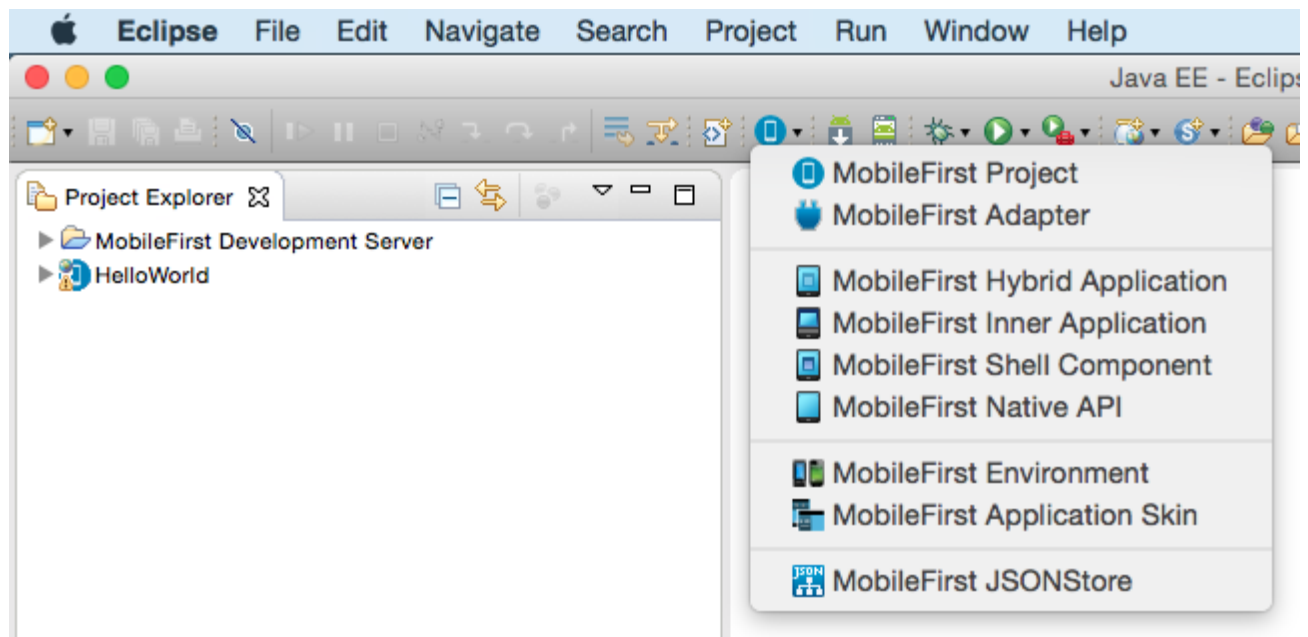 Eclipse File Edit Navigate Search Project Run Window Help
Java EE - Eclips
Project Explorer
MobileFirst Development Server
HelloWorld
MobileFirst Project
MobileFirst Adapter
MobileFirst Hybrid Application
MobileFirst Inner Application
MobileFirst Shell Component
MobileFirst Native API
MobileFirst Environment
MobileFirst Application Skin
JSON MobileFirst JSONStore